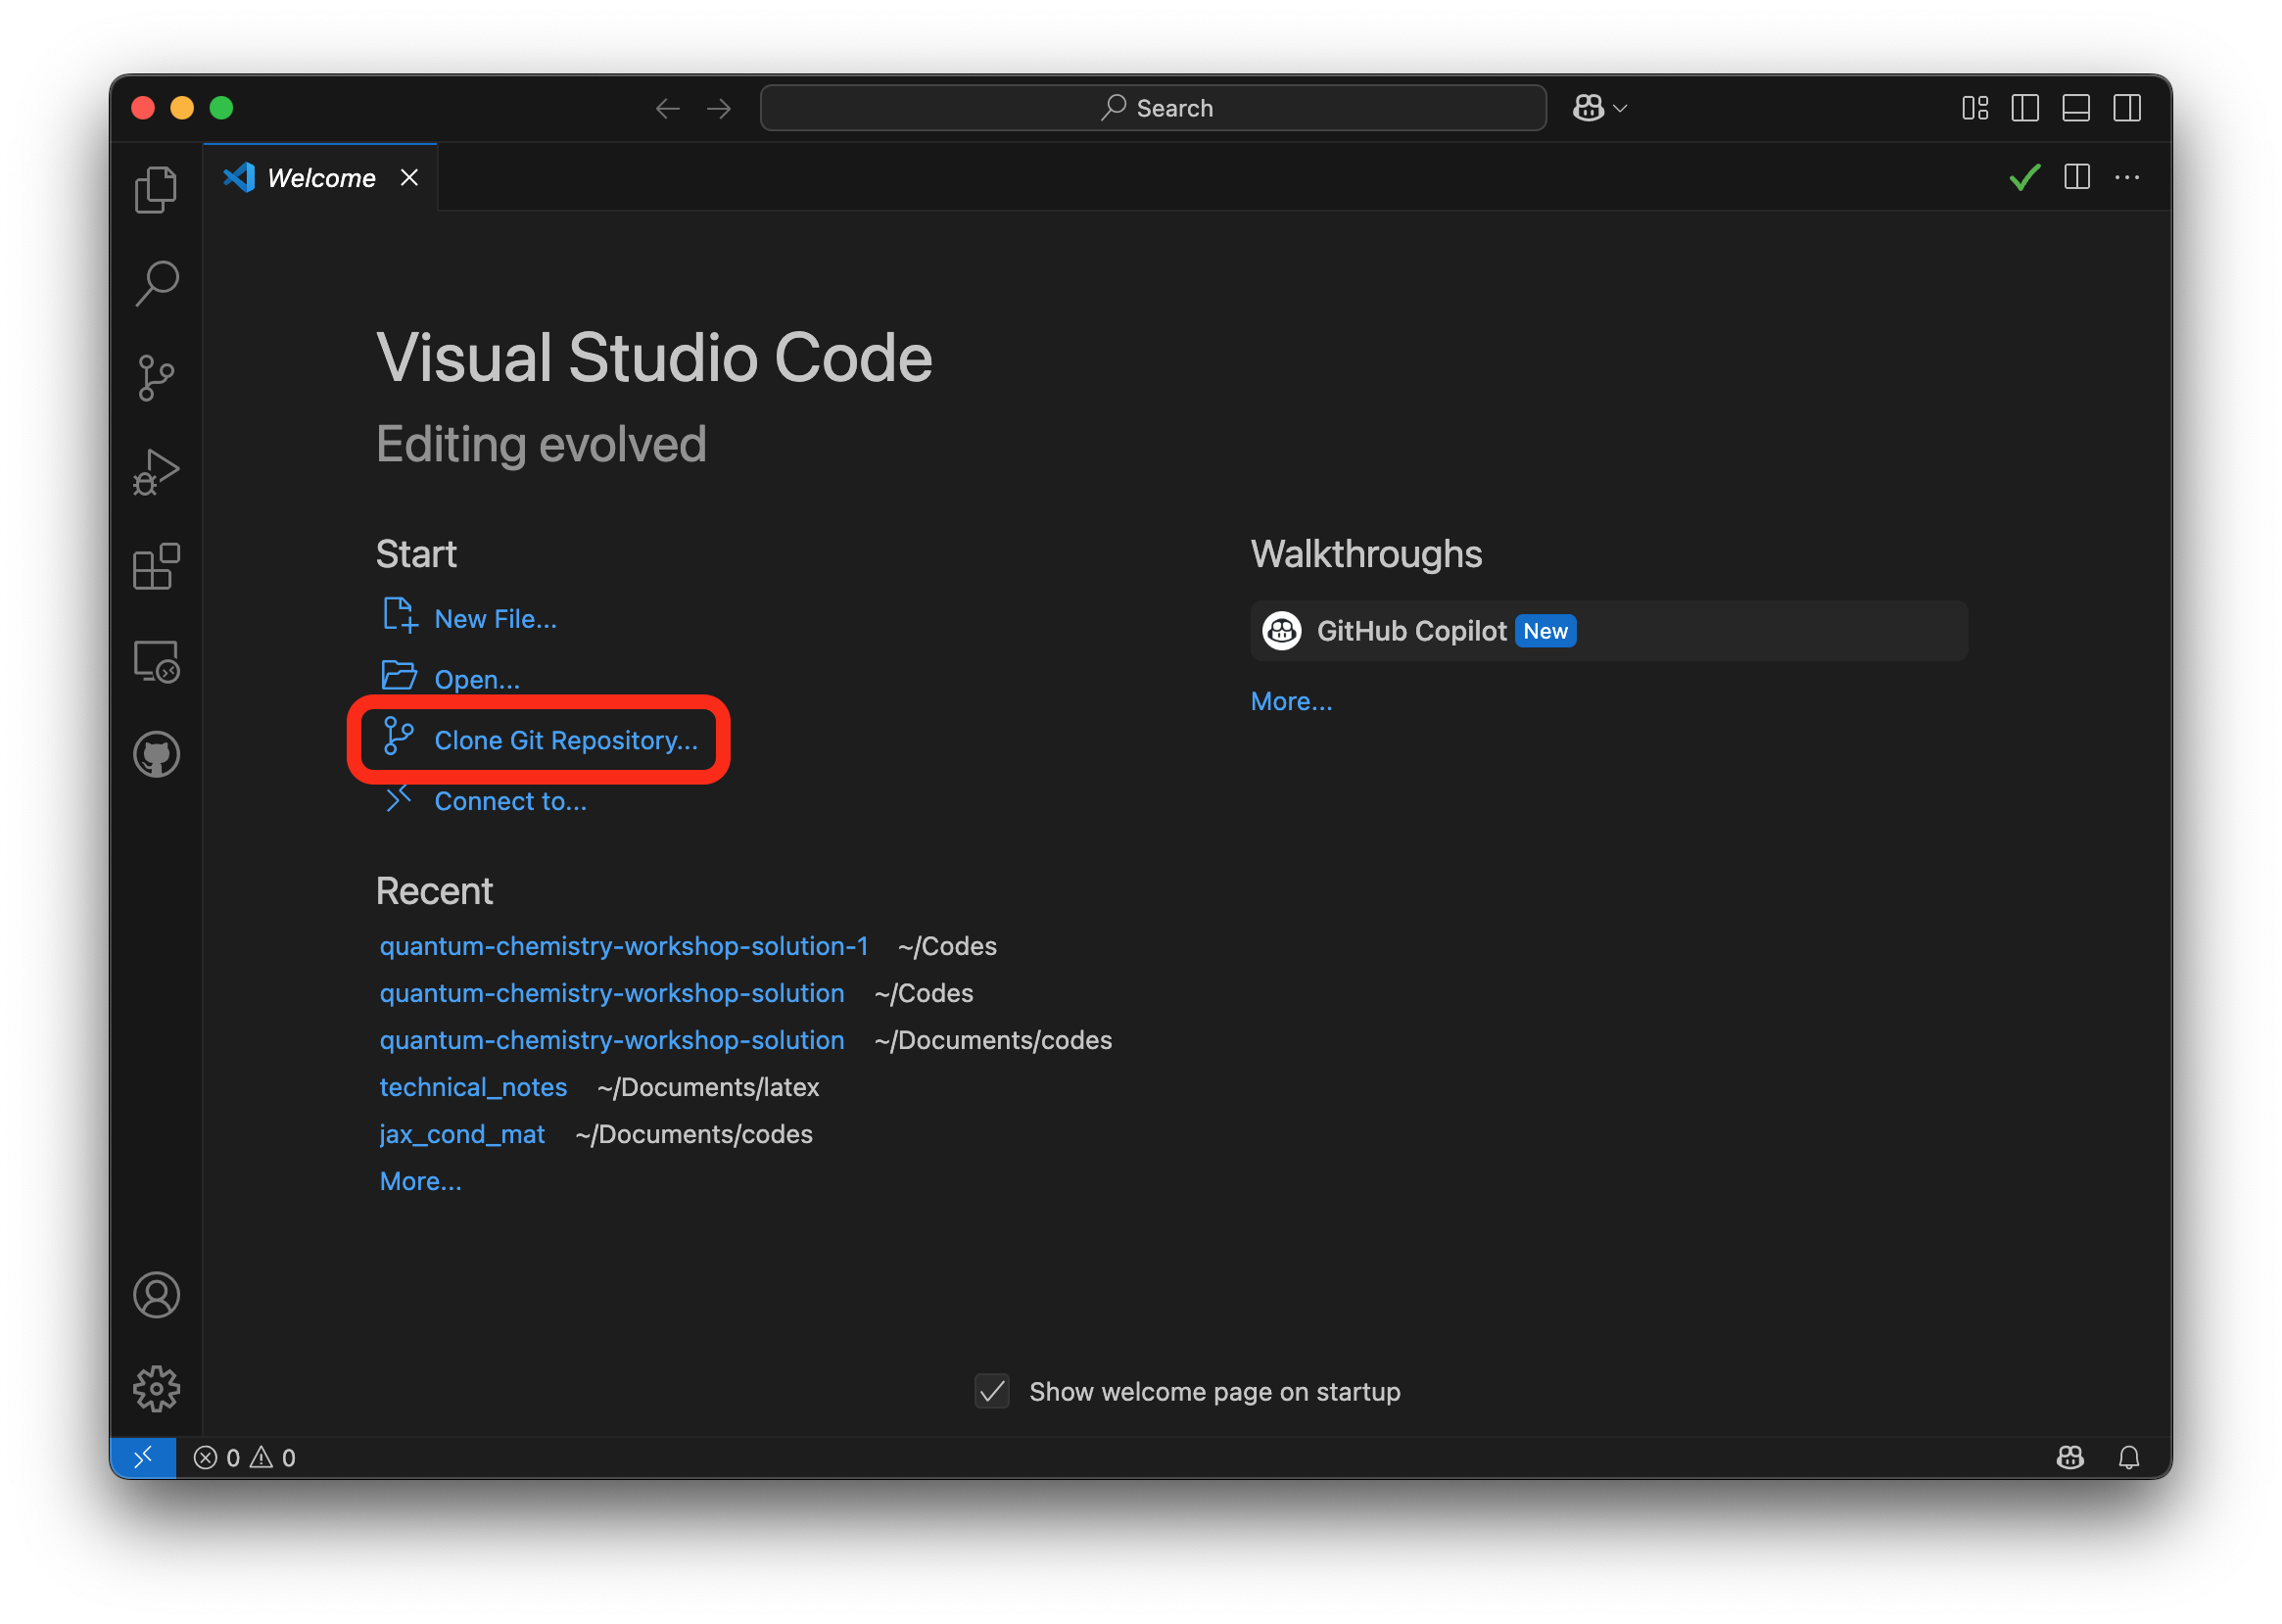 Search
Welcome
Visual Studio Code
Editing evolved
Start
New File...
Open...
Clone Git Repository...
Connect to...
Walkthroughs
GitHub Copilot New
More...
Recent
quantum-chemistry-workshop-solution-1 ~/Codes
quantum-chemistry-workshop-solution ~/Codes
quantum-chemistry-workshop-solution ~/Documents/codes
technical_notes ~/Documents/latex
jax_cond_mat ~/Documents/codes
More...
Show welcome page on startup
0 0